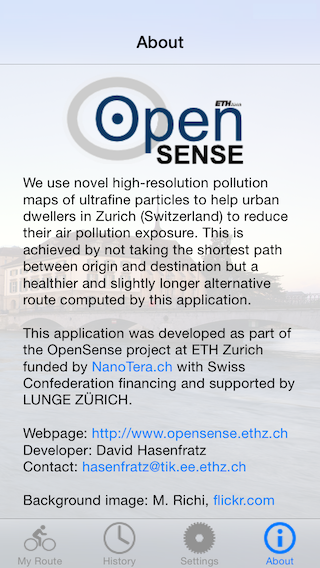 About
Open
ETH Zürich
SENSE
We use novel high-resolution pollution
maps of ultrafine particles to help urban
dwellers in Zurich (Switzerland) to reduce
their air pollution exposure. This is
achieved by not taking the shortest path
between origin and destination but a
healthier and slightly longer alternative
route computed by this application.
This application was developed as part of
the OpenSense project at ETH Zurich
funded by NanoTera.ch with Swiss
Confederation financing and supported by
LUNGE ZÜRICH.
Webpage: http://www.opensense.ethz.ch
Developer: David Hasenfratz
Contact: hasenfratz@tik.ee.ethz.ch
Background image: M. Richi, flickr.com
My Route
History
Settings
About